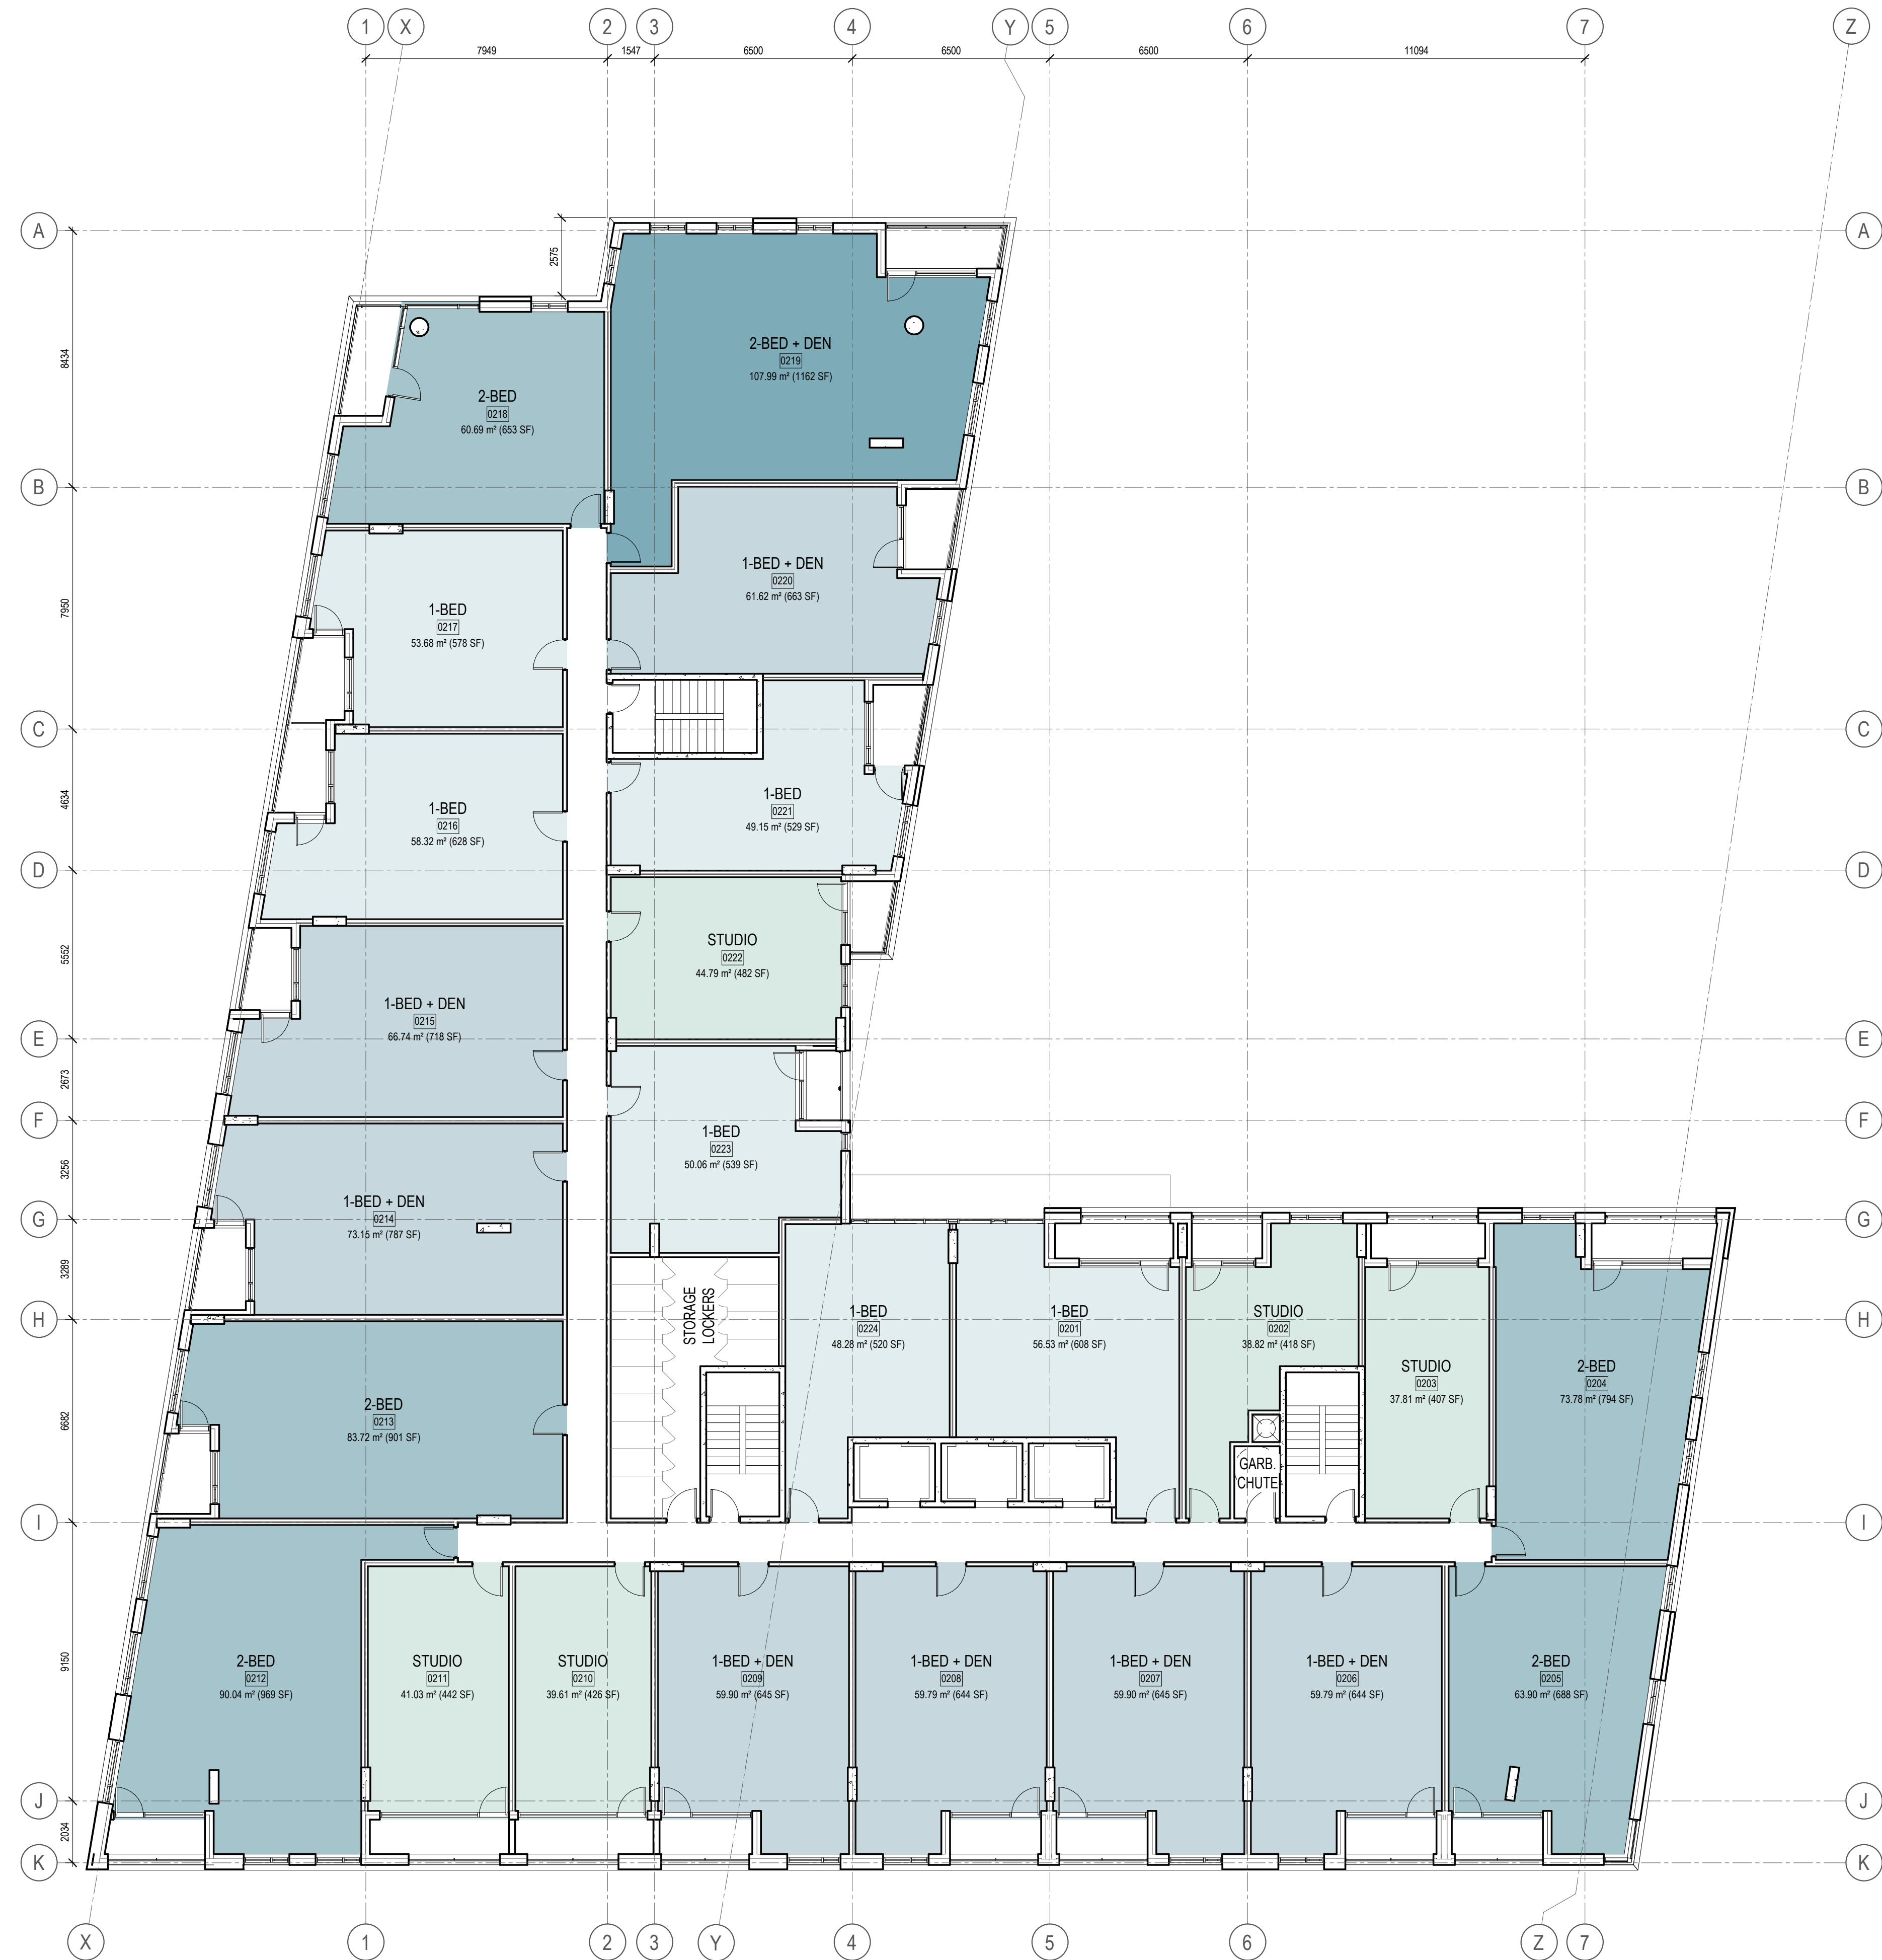 1
X
2
3
4
Y
5
6
7
Z
7949
1547
6500
6500
6500
11094
A
A
2575
8434
2-BED + DEN
0219
107.99 m² (1162 SF)
2-BED
0218
60.69 m² (653 SF)
B
B
7950
1-BED + DEN
0220
61.62 m² (663 SF)
1-BED
0217
53.68 m² (578 SF)
C
C
4634
1-BED
0216
58.32 m² (628 SF)
1-BED
0221
49.15 m² (529 SF)
D
D
5552
STUDIO
0222
44.79 m² (482 SF)
1-BED + DEN
0215
66.74 m² (718 SF)
E
E
2673
F
F
3256
1-BED
0223
50.06 m² (539 SF)
1-BED + DEN
0214
73.15 m² (787 SF)
G
G
3289
STORAGE
LOCKERS
1-BED
0224
48.28 m² (520 SF)
1-BED
0201
56.53 m² (608 SF)
STUDIO
0202
38.82 m² (418 SF)
H
H
STUDIO
0203
37.81 m² (407 SF)
2-BED
0204
73.78 m² (794 SF)
6682
2-BED
0213
83.72 m² (901 SF)
GARB.
CHUTE
I
I
9150
2-BED
0212
90.04 m² (969 SF)
STUDIO
0211
41.03 m² (442 SF)
STUDIO
0210
39.61 m² (426 SF)
1-BED + DEN
0209
59.90 m² (645 SF)
1-BED + DEN
0208
59.79 m² (644 SF)
1-BED + DEN
0207
59.90 m² (645 SF)
1-BED + DEN
0206
59.79 m² (644 SF)
2-BED
0205
63.90 m² (688 SF)
J
J
2034
K
K
X
1
2
3
Y
4
5
6
Z
7